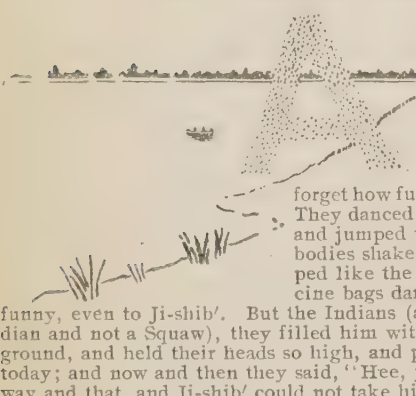 A
forget how fu
They danced
and jumped
bodies shake
ped like the
cine bags dan
funny, even to Ji-shib′. But the Indians (a
dian and not a Squaw), they filled him wit
ground, and held their heads so high, and p
today; and now and then they said, "Hee,
way and that, and Ji-shib′ could not take hi